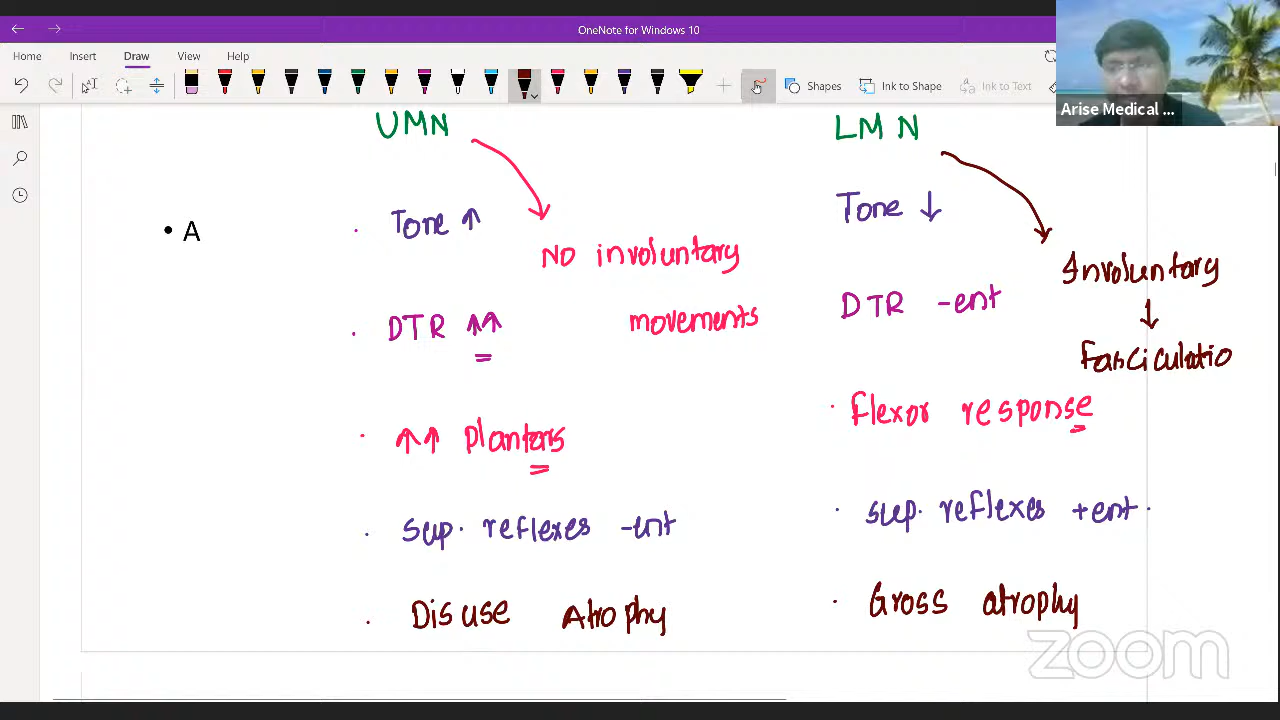 OneNote for Windows 10
Home Insert Draw View Help
Shapes Ink to Shape Ink to Text
Arise Medical ...
UMN
LMN
• A
Tone ↑
Tone ↓
No involuntary
movements
Involuntary
↓
Fasciculatio
DTR ↑↑
DTR -ent
↑↑ Plantars
Flexor response
Sup. reflexes -ent
Sup. reflexes +ent
Disuse Atrophy
Gross atrophy
zoom